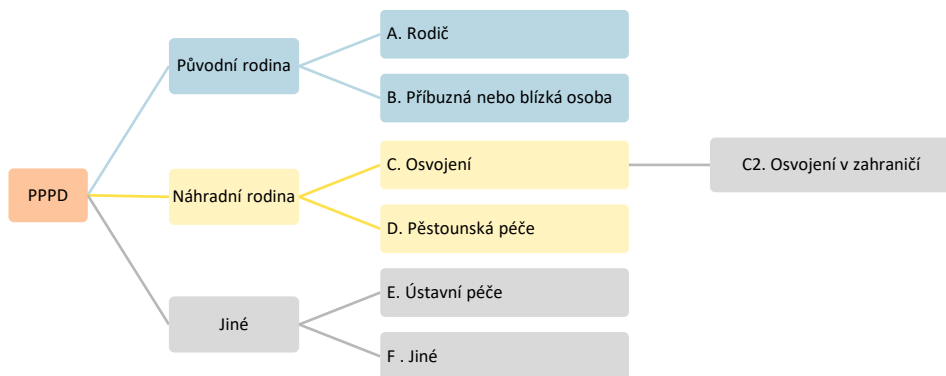 PPPD
Původní rodina
A. Rodič
B. Příbuzná nebo blízká osoba
Náhradní rodina
C. Osvojení
C2. Osvojení v zahraničí
D. Pěstounská péče
Jiné
E. Ústavní péče
F . Jiné